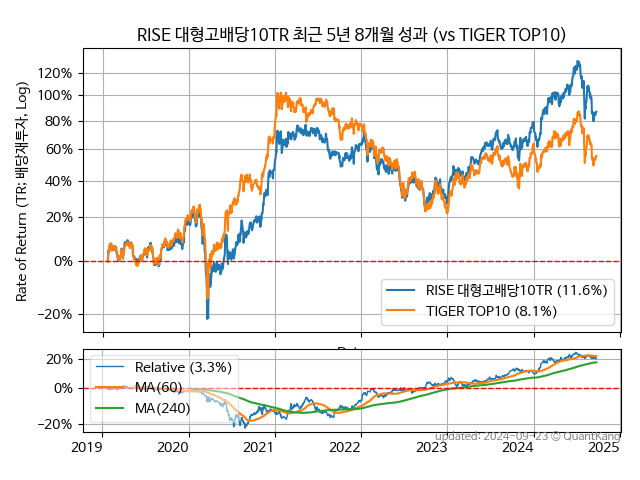 RISE 대형고배당10TR 최근 5년 8개월 성과 (vs TIGER TOP10)
Rate of Return (TR: 배당재투자, Log)
120%
100%
80%
60%
40%
20%
0%
−20%
RISE 대형고배당10TR (11.6%)
TIGER TOP10 (8.1%)
20%
0%
−20%
Relative (3.3%)
MA(60)
MA(240)
2019
2020
2021
2022
2023
2024
2025
updated: 2024-09-23 © QuantKang